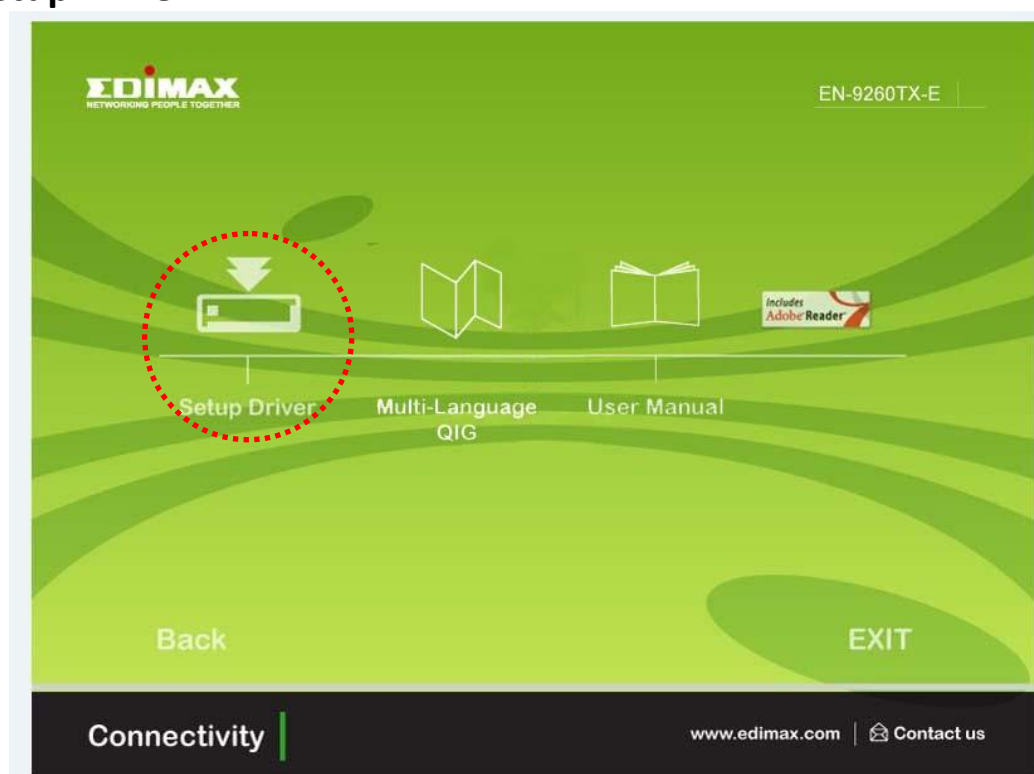 EDIMAX
NETWORKING PEOPLE TOGETHER
EN-9260TX-E
Includes
Adobe Reader
Setup Driver
Multi-Language
QIG
User Manual
Back
EXIT
Connectivity
www.edimax.com
Contact us